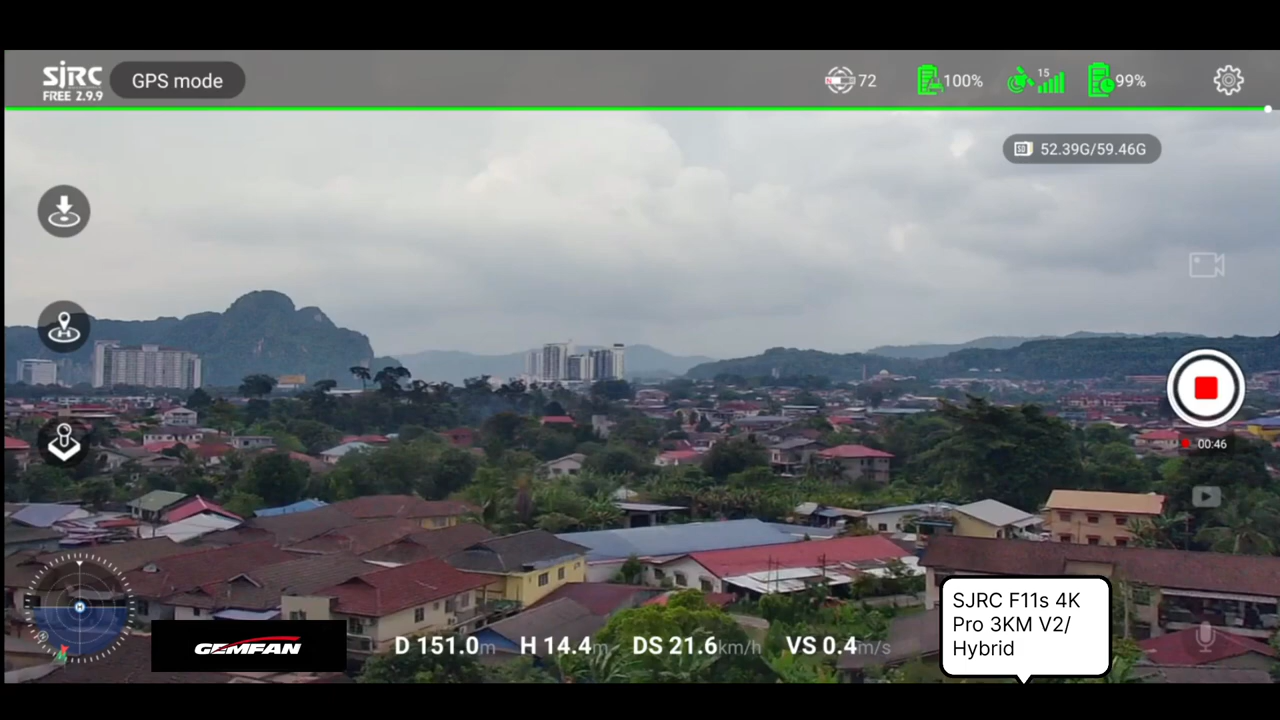 SJRC
FREE 2.9.9
GPS mode
N
72
100%
15
99%
SD
52.39G/59.46G
H
00:46
H
GEMFAN
D 151.0m H 14.4m DS 21.6km/h VS 0.4m/s
SJRC F11s 4K
Pro 3KM V2/
Hybrid